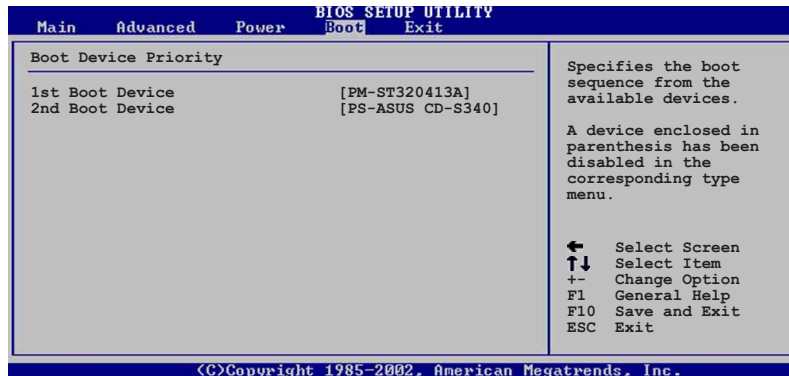 BIOS SETUP UTILITY
Main Advanced Power Boot Exit
Boot Device Priority
1st Boot Device [PM-ST320413A]
2nd Boot Device [PS-ASUS CD-S340]
Specifies the boot
sequence from the
available devices.
A device enclosed in
parenthesis has been
disabled in the
corresponding type
menu.
← Select Screen
↑↓ Select Item
+- Change Option
F1 General Help
F10 Save and Exit
ESC Exit
(C)Copyright 1985-2002, American Megatrends, Inc.